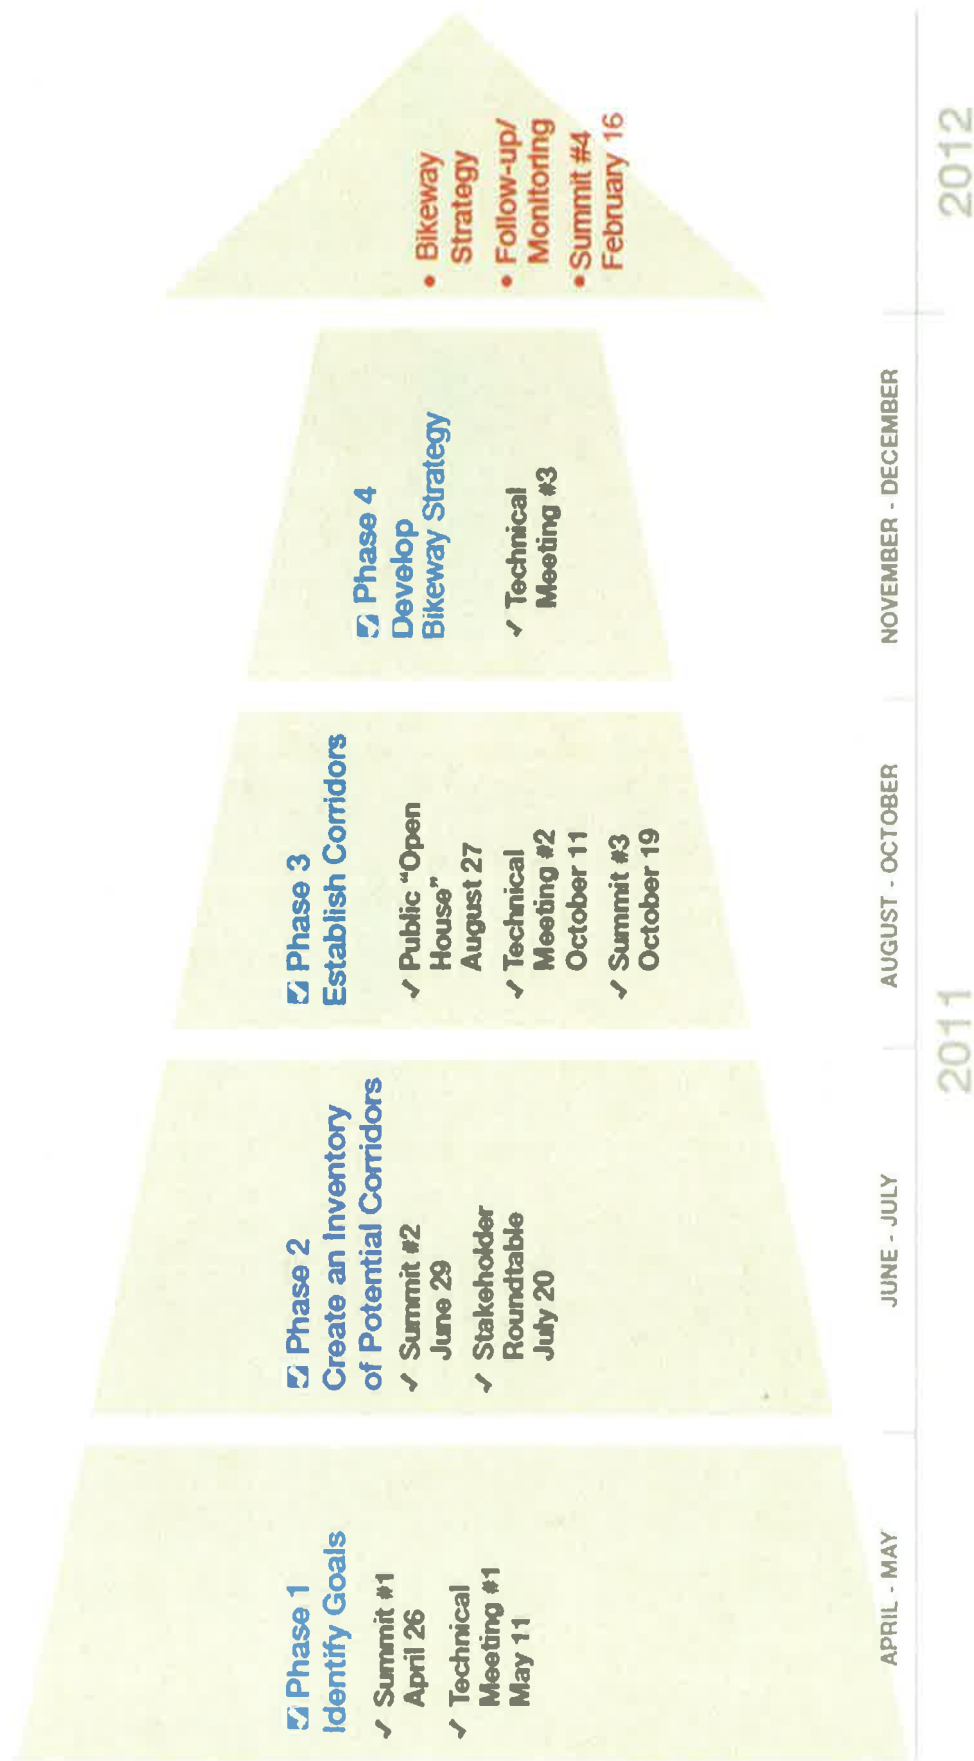 ☑ Phase 1
Identify Goals
✓ Summit #1
April 26
✓ Technical
Meeting #1
May 11
☑ Phase 2
Create an Inventory
of Potential Corridors
✓ Summit #2
June 29
✓ Stakeholder
Roundtable
July 20
☑ Phase 3
Establish Corridors
✓ Public “Open
House”
August 27
✓ Technical
Meeting #2
October 11
✓ Summit #3
October 19
☑ Phase 4
Develop
Bikeway Strategy
✓ Technical
Meeting #3
• Bikeway
Strategy
• Follow-up/
Monitoring
• Summit #4
February 16
APRIL - MAY
JUNE - JULY
AUGUST - OCTOBER
NOVEMBER - DECEMBER
2011
2012